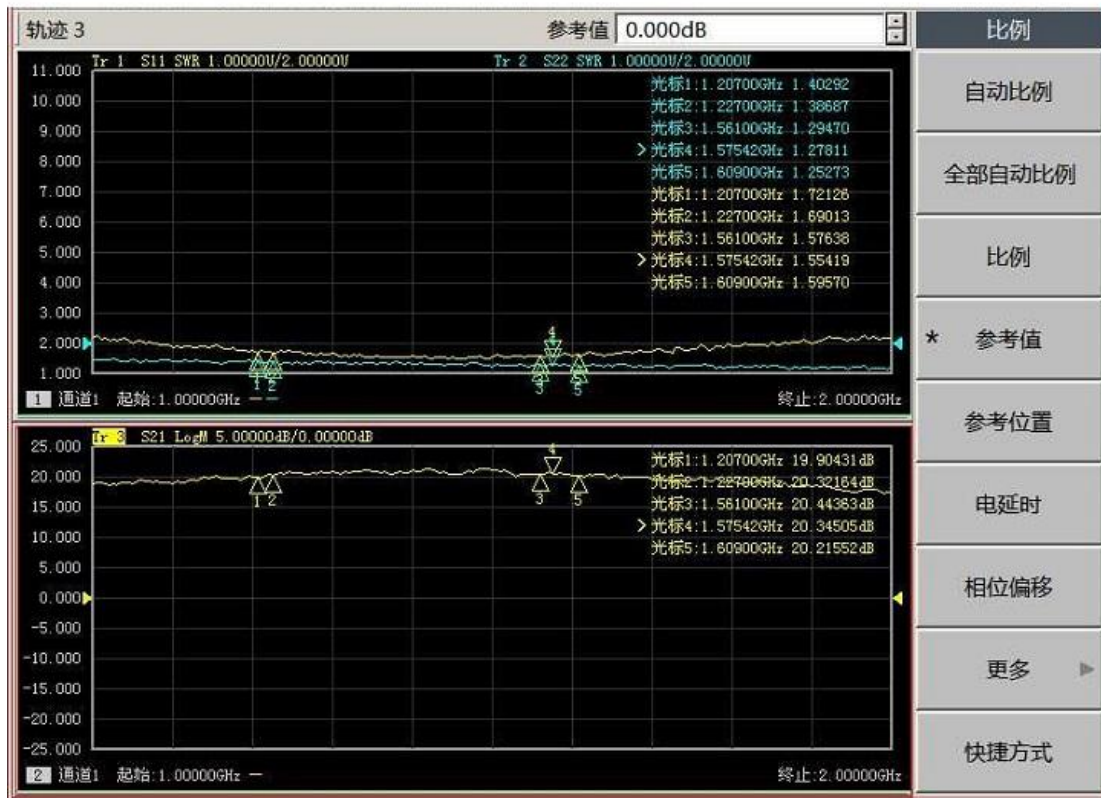 轨迹 3 参考值 0.000dB 比例
Tr 1 S11 SWR 1.00000U/2.00000U Tr 2 S22 SWR 1.00000U/2.00000U
11.000
10.000
9.000
8.000
7.000
6.000
5.000
4.000
3.000
2.000
1.000
光标1:1.20700GHz 1.40292
光标2:1.22700GHz 1.38687
光标3:1.56100GHz 1.29470
>光标4:1.57542GHz 1.27811
光标5:1.60900GHz 1.25273
光标1:1.20700GHz 1.72126
光标2:1.22700GHz 1.69013
光标3:1.56100GHz 1.57638
>光标4:1.57542GHz 1.55419
光标5:1.60900GHz 1.59570
4
1 2 3 5
1 通道1 起始:1.00000GHz 终止:2.00000GHz
Tr 3 S21 LogM 5.00000dB/0.00000dB
25.000
20.000
15.000
10.000
5.000
0.000
-5.000
-10.000
-15.000
-20.000
-25.000
光标1:1.20700GHz 19.90431dB
光标2:1.22700GHz 20.32164dB
光标3:1.56100GHz 20.44363dB
>光标4:1.57542GHz 20.34505dB
光标5:1.60900GHz 20.21552dB
4
1 2 3 5
2 通道1 起始:1.00000GHz 终止:2.00000GHz
自动比例
全部自动比例
比例
* 参考值
参考位置
电延时
相位偏移
更多
快捷方式